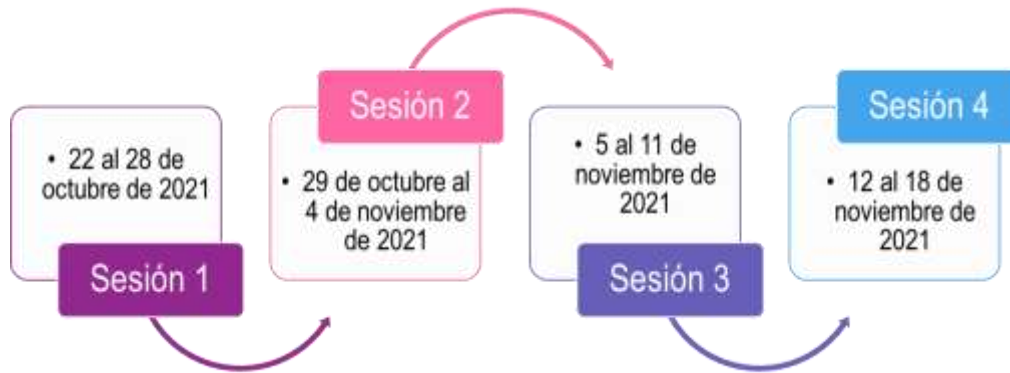 • 22 al 28 de
octubre de 2021
Sesión 1
Sesión 2
• 29 de octubre al
4 de noviembre
de 2021
• 5 al 11 de
noviembre de
2021
Sesión 3
Sesión 4
• 12 al 18 de
noviembre de
2021